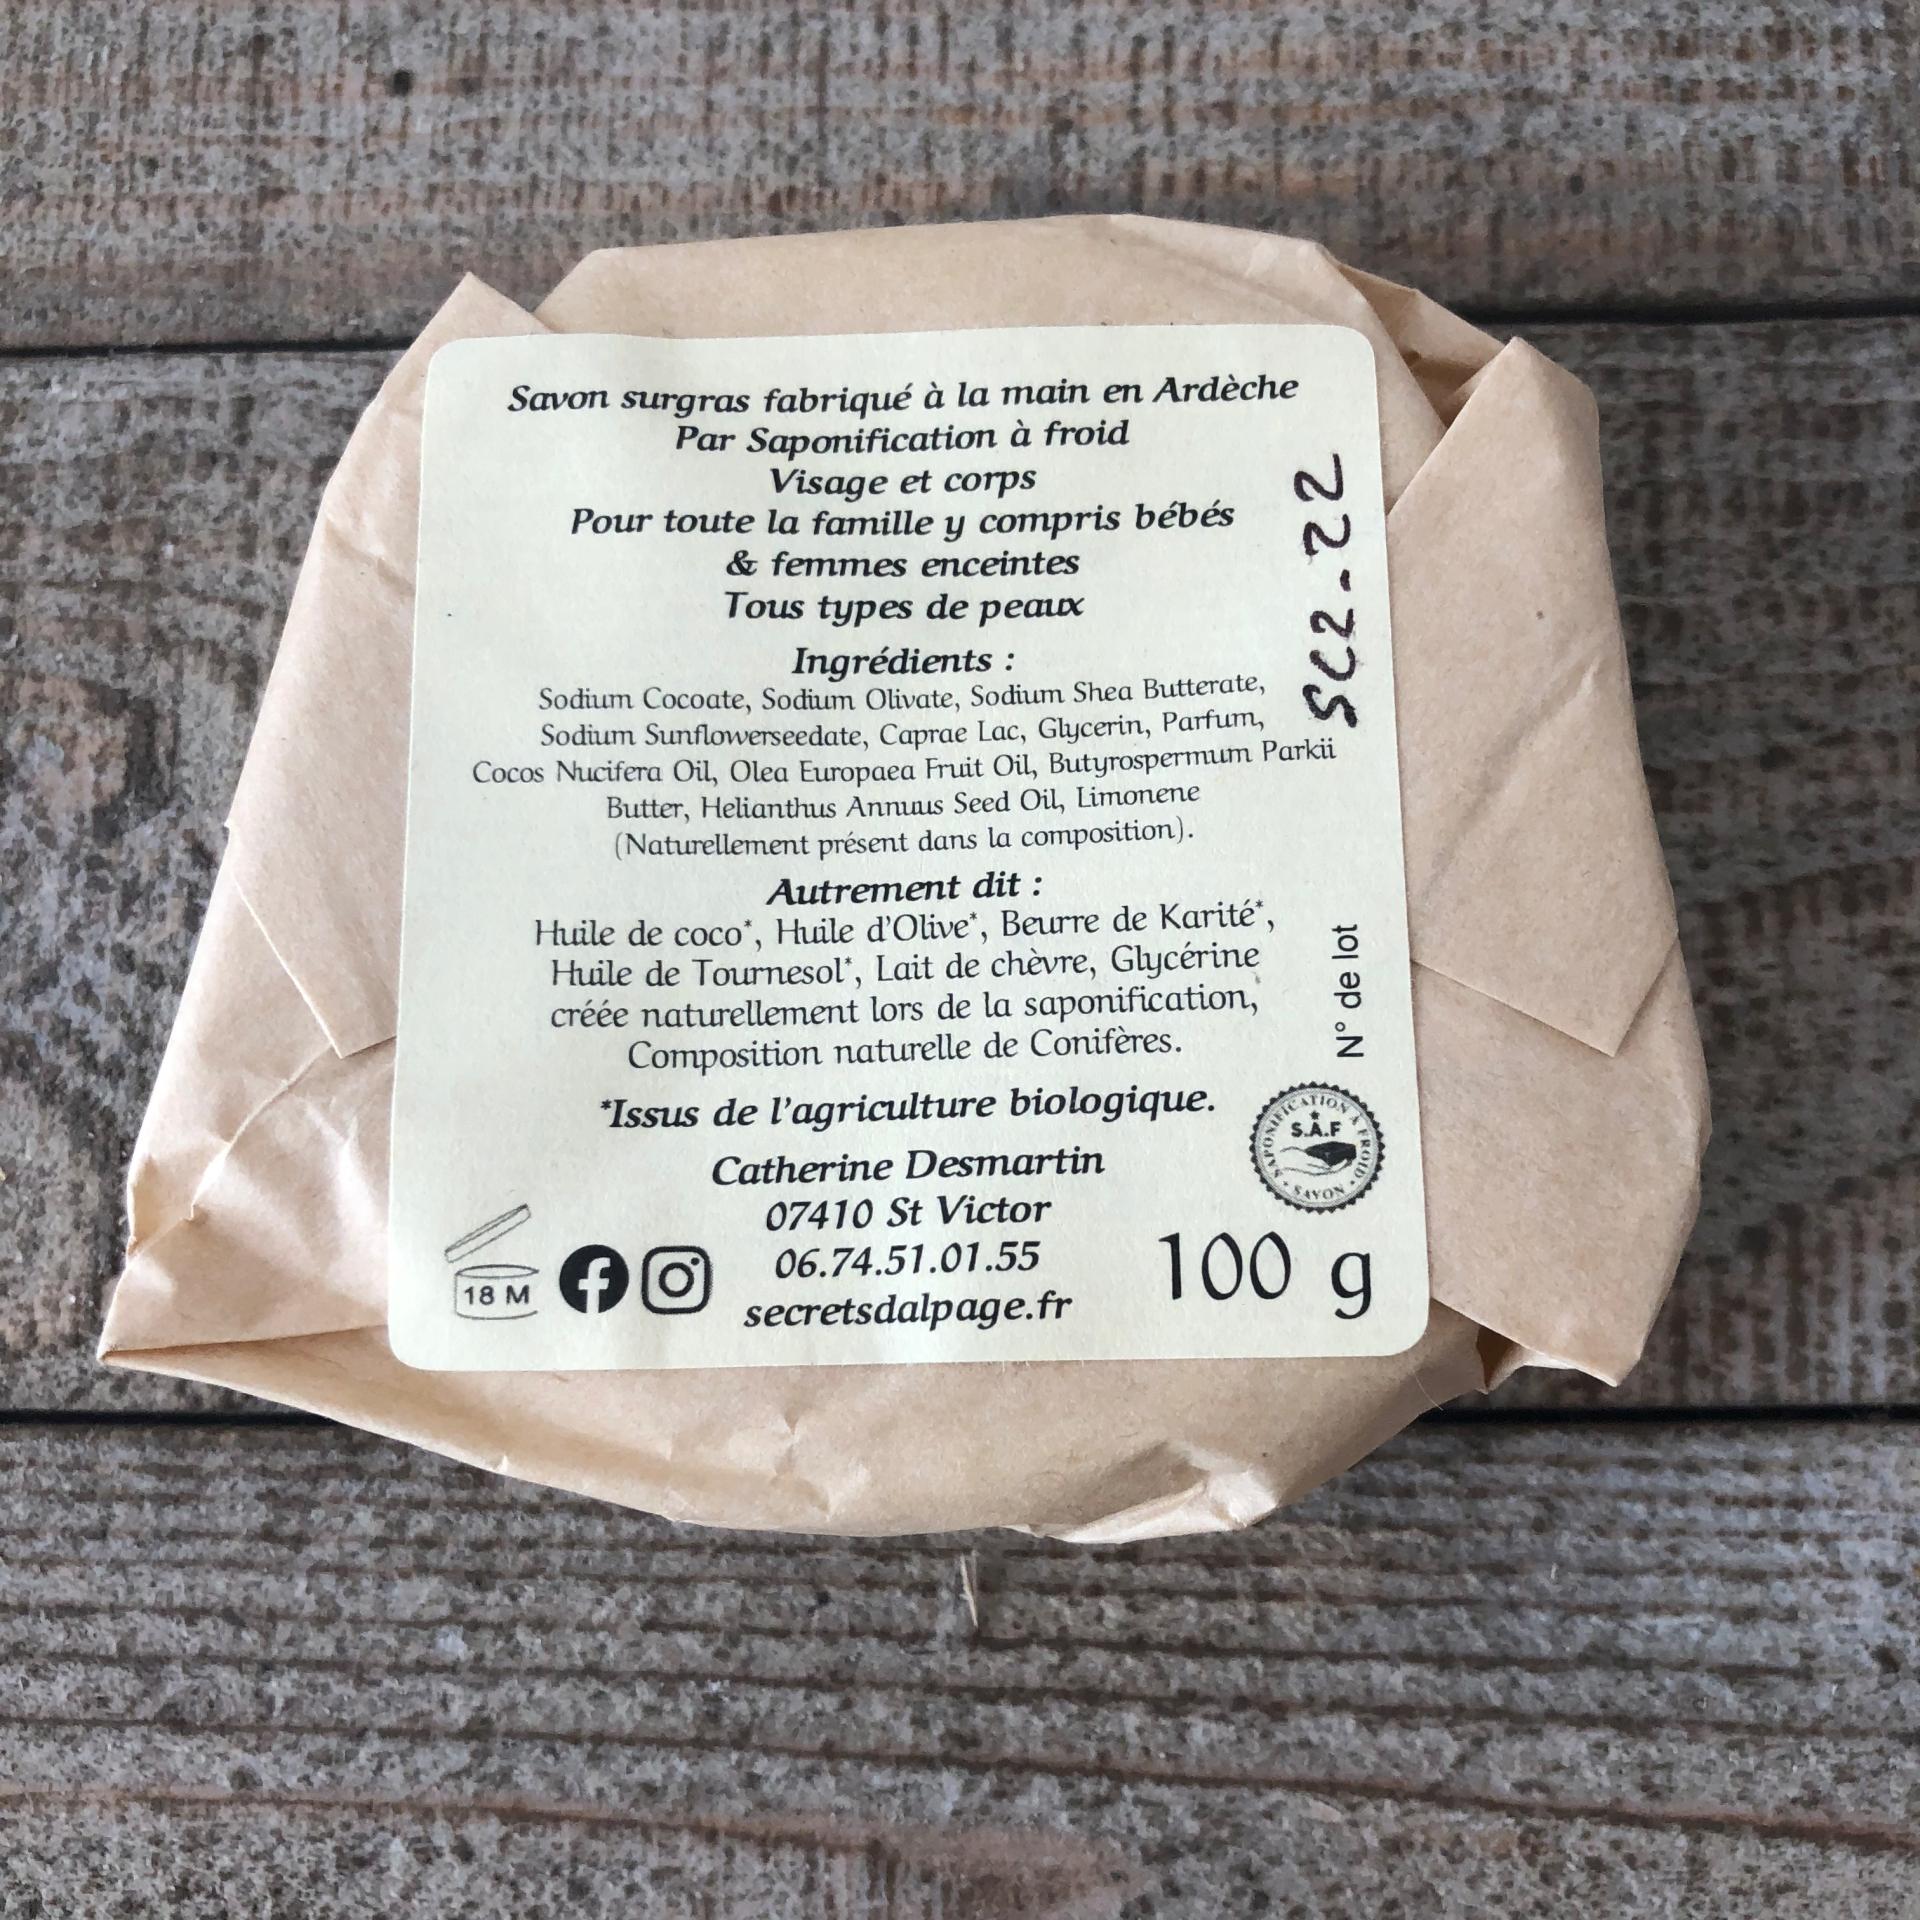 Savon surgras fabriqué à la main en Ardèche
Par Saponification à froid
Visage et corps
Pour toute la famille y compris bébés
& femmes enceintes
Tous types de peaux
Ingrédients :
Sodium Cocoate, Sodium Olivate, Sodium Shea Butterate,
Sodium Sunflowerseedate, Caprae Lac, Glycerin, Parfum,
Cocos Nucifera Oil, Olea Europaea Fruit Oil, Butyrospermum Parkii
Butter, Helianthus Annuus Seed Oil, Limonene
(Naturellement présent dans la composition).
Autrement dit :
Huile de coco*, Huile d'Olive*, Beurre de Karité*,
Huile de Tournesol*, Lait de chèvre, Glycérine
créée naturellement lors de la saponification,
Composition naturelle de Conifères.
*Issus de l'agriculture biologique.
Catherine Desmartin
07410 St Victor
06.74.51.01.55
secretsdalpage.fr
18 M
100 g
N° de lot
SC2-22
SAPONIFICATION À FROID
S.A.F
SAVON